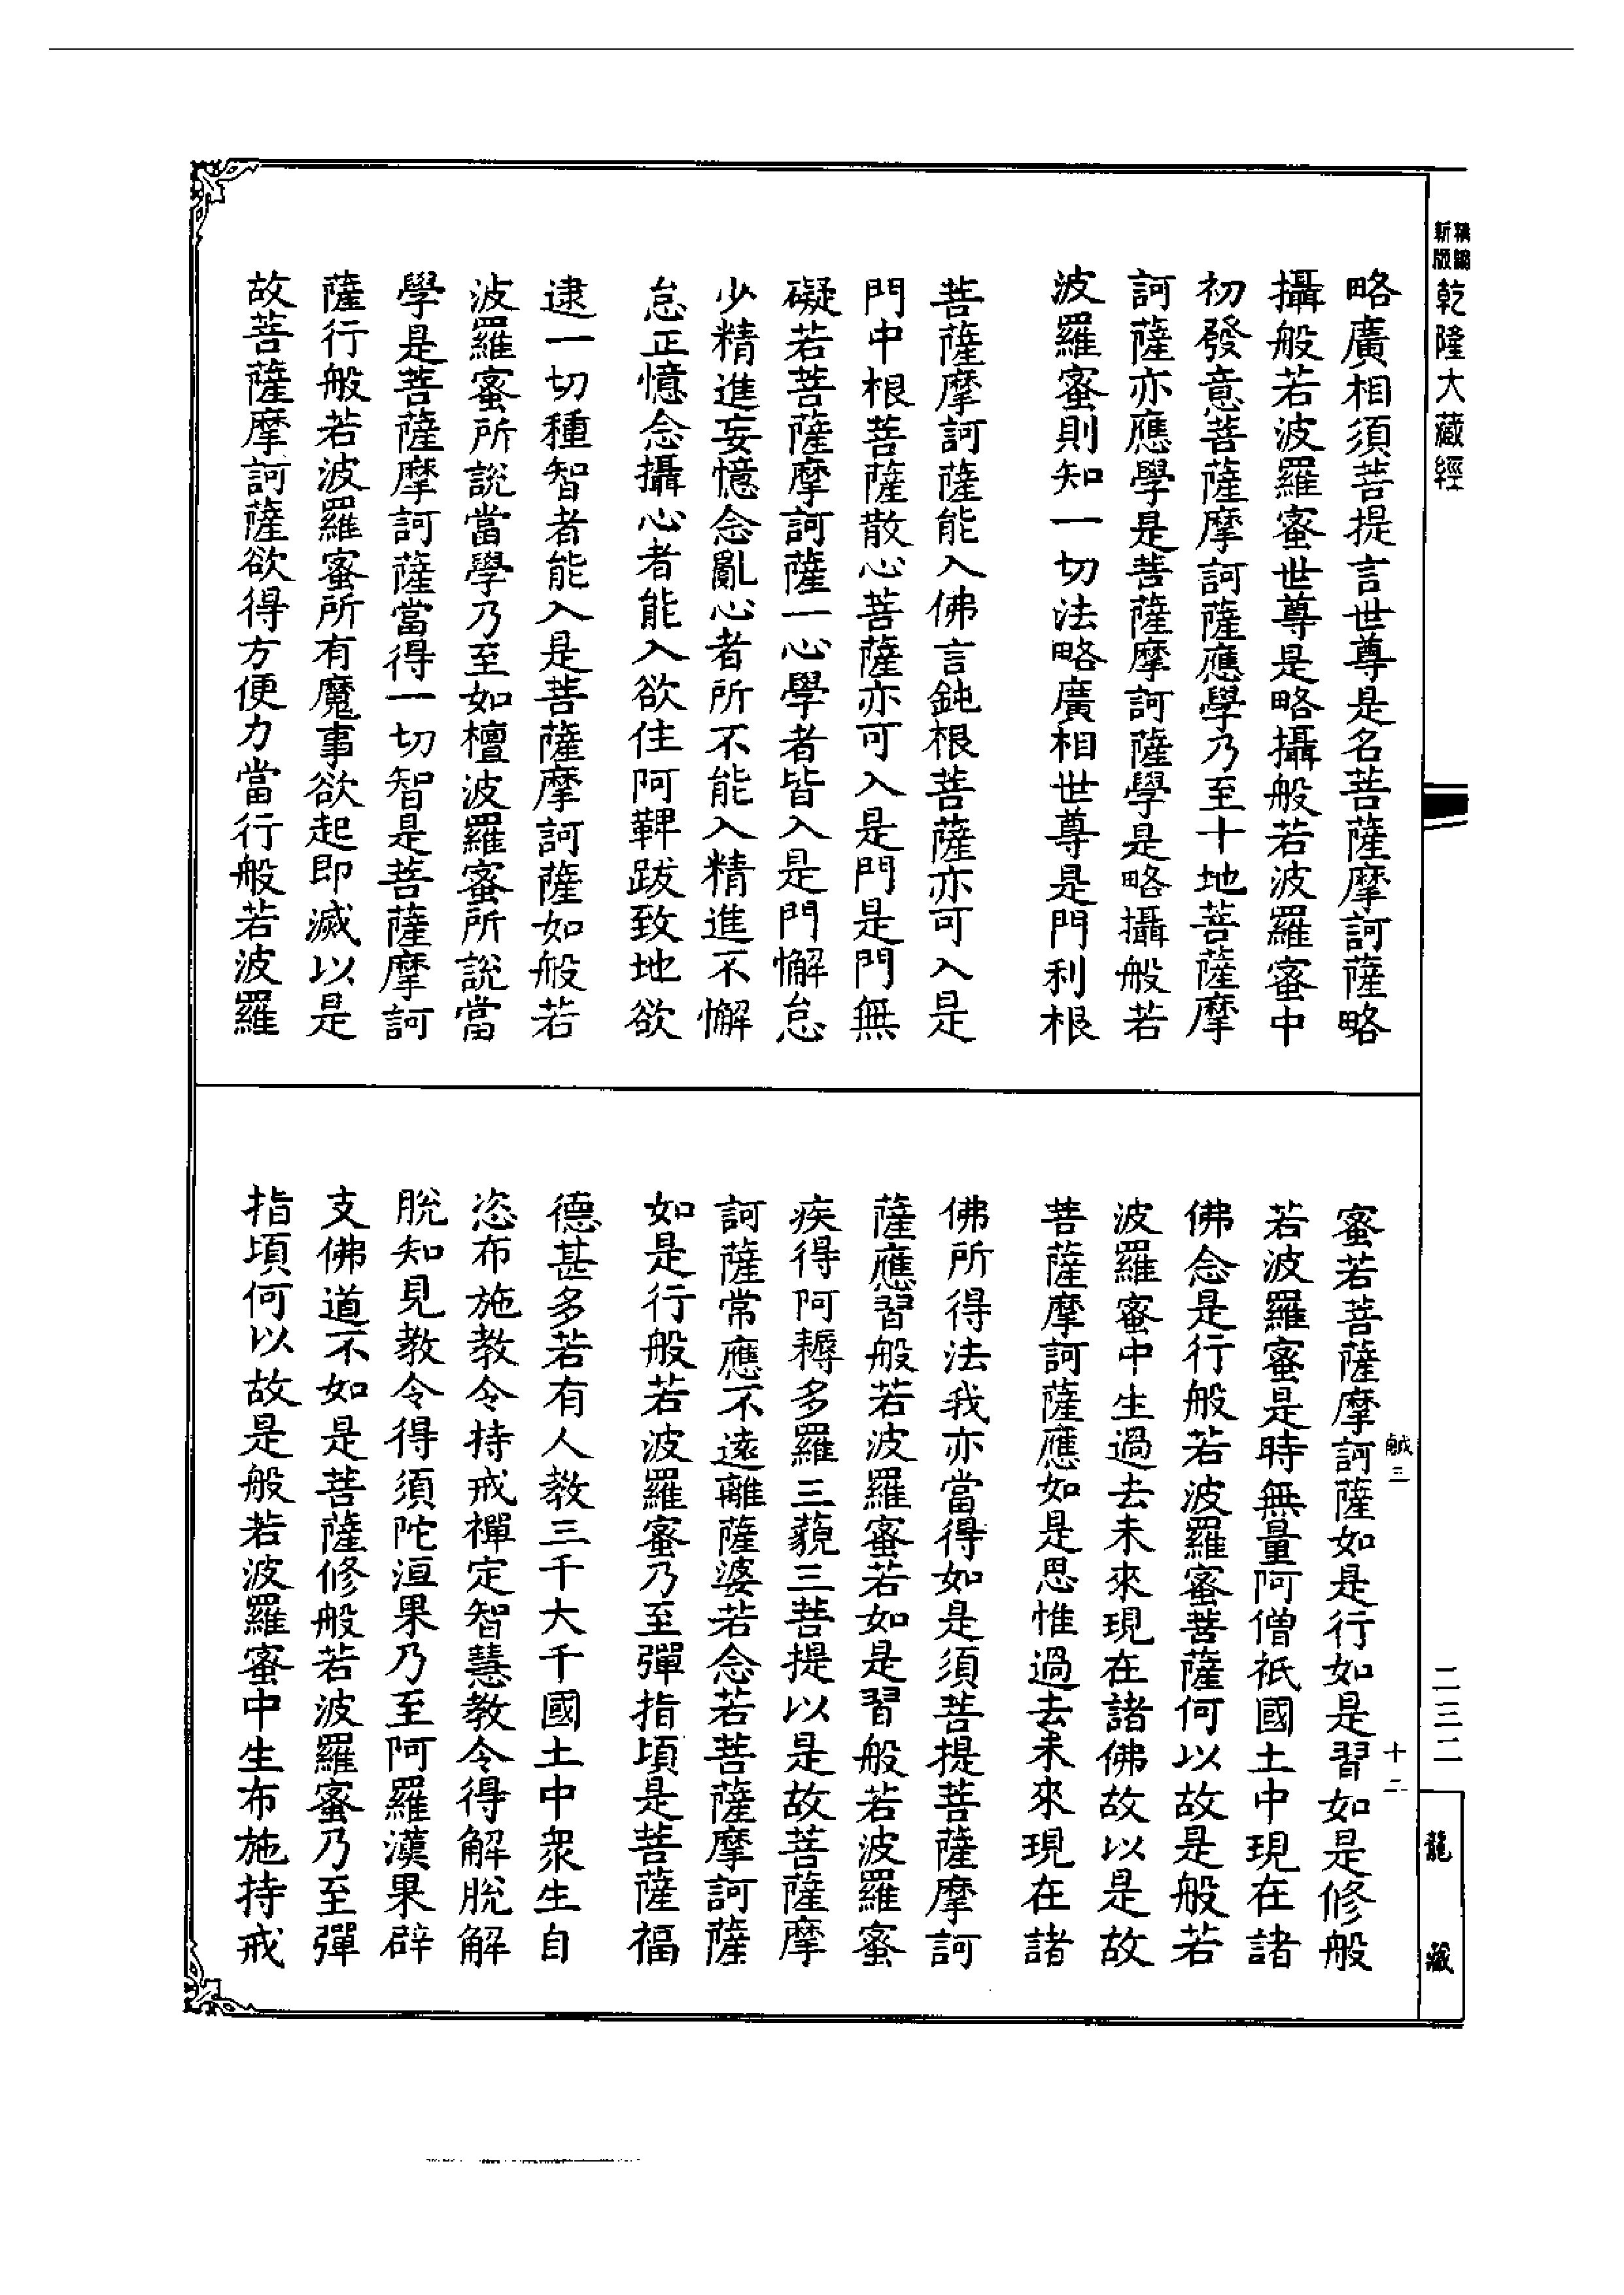 新版
乾隆大藏經
略廣相須菩提言世尊是名菩薩摩訶薩略
攝般若波羅蜜世尊是略攝般若波羅蜜中
初發意菩薩摩訶薩應學乃至十地菩薩摩
訶薩亦應學是菩薩摩訶薩學是略攝般若
波羅蜜則知一切法略廣相世尊是門利根
菩薩摩訶薩能入佛言鈍根菩薩亦可入是
門中根菩薩散心菩薩亦可入是門是門無
礙若菩薩摩訶薩一心學者皆入是門懈怠
少精進妄憶念亂心者所不能入精進不懈
怠正憶念攝心者能入欲住阿鞞跋致地欲
逮一切種智者能入是菩薩摩訶薩如般若
波羅蜜所說當學乃至如檀波羅蜜所說當
學是菩薩摩訶薩當得一切智是菩薩摩訶
薩行般若波羅蜜所有魔事欲起即滅以是
故菩薩摩訶薩欲得方便力當行般若波羅
蜜若菩薩摩訶薩如是行如是習如是修般
若波羅蜜是時無量阿僧祇國土中現在諸
佛念是行般若波羅蜜菩薩何以故是般若
波羅蜜中生過去未來現在諸佛故以是故
菩薩摩訶薩應如是思惟過去未來現在諸
佛所得法我亦當得如是須菩提菩薩摩訶
薩應習般若波羅蜜若如是習般若波羅蜜
疾得阿耨多羅三藐三菩提以是故菩薩摩
訶薩常應不遠離薩婆若念若菩薩摩訶薩
如是行般若波羅蜜乃至彈指頃是菩薩福
德甚多若有人教三千大千國土中眾生自
恣布施教令持戒禪定智慧教令得解脫解
脫知見教令得須陀洹果乃至阿羅漢果辟
支佛道不如是菩薩修般若波羅蜜乃至彈
指頃何以故是般若波羅蜜中生布施持戒
三
十二
二三二
龍藏